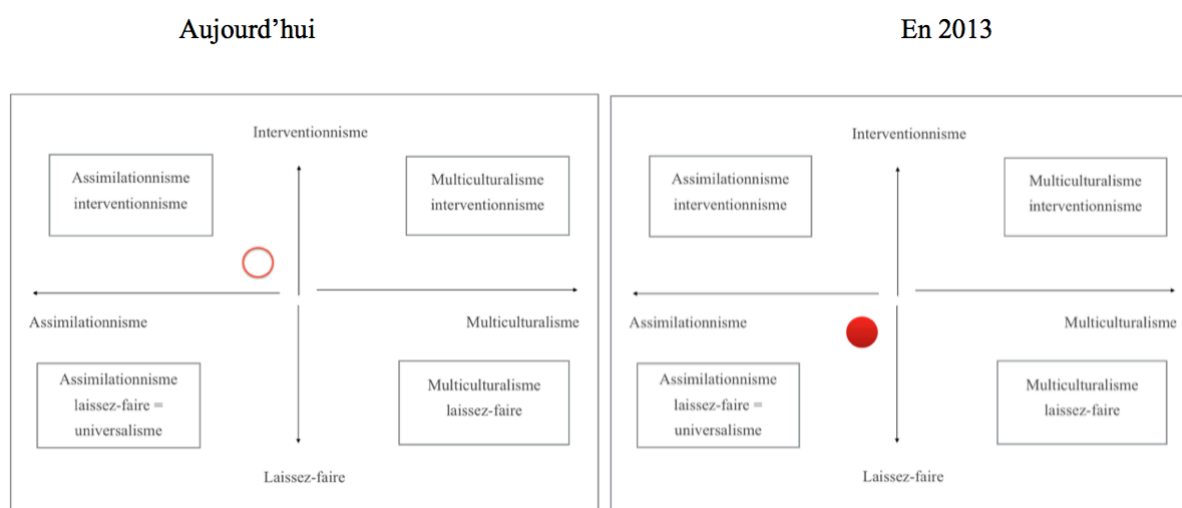 Aujourd’hui
En 2013
Interventionnisme
Assimilationnisme
interventionnisme
Multiculturalisme
interventionnisme
Assimilationnisme
Multiculturalisme
Assimilationnisme
laissez-faire =
universalisme
Multiculturalisme
laissez-faire
Laissez-faire
Interventionnisme
Assimilationnisme
interventionnisme
Multiculturalisme
interventionnisme
Assimilationnisme
Multiculturalisme
Assimilationnisme
laissez-faire =
universalisme
Multiculturalisme
laissez-faire
Laissez-faire